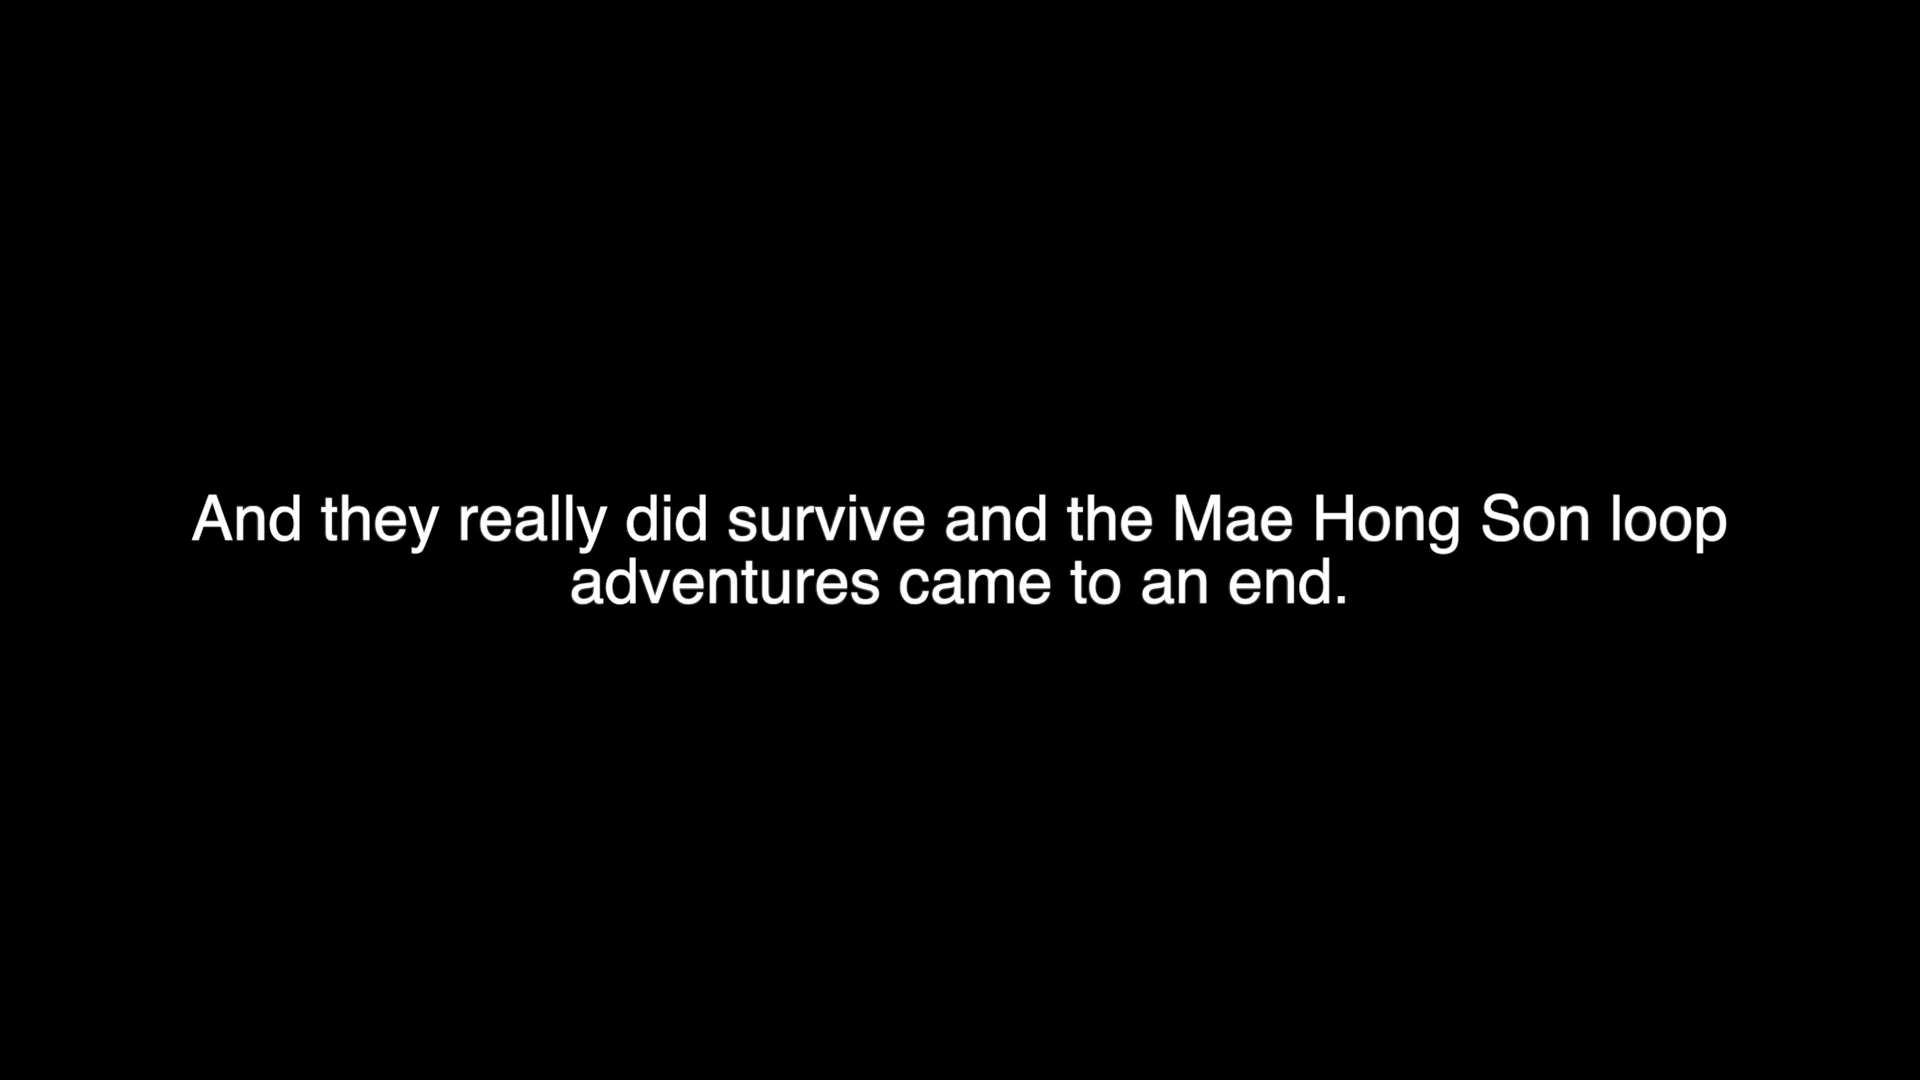 And they really did survive and the Mae Hong Son loop
adventures came to an end.